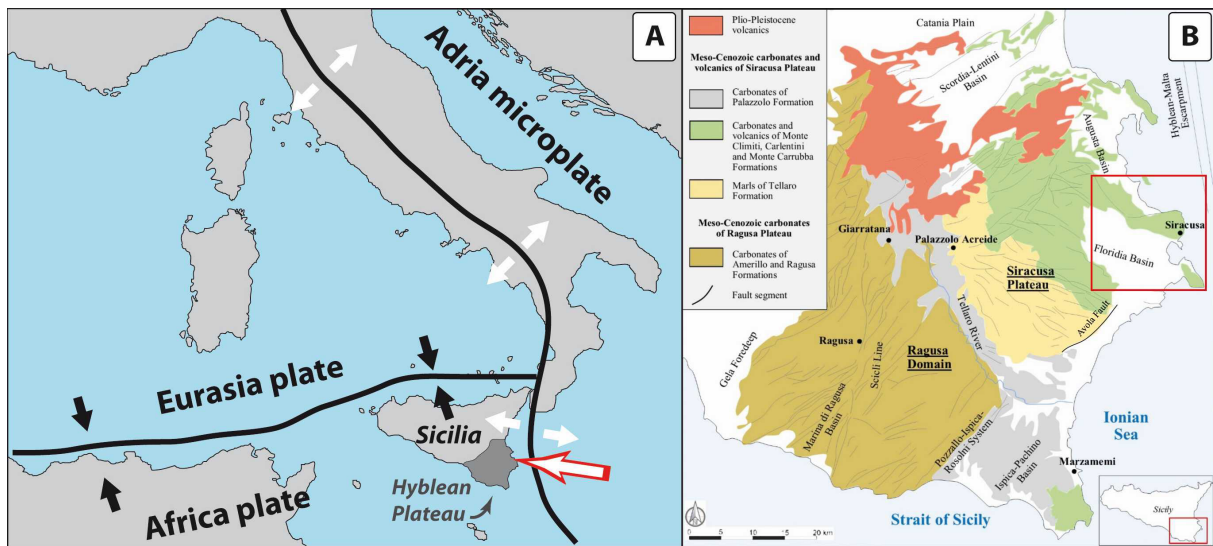 A
Adria microplate
Eurasia plate
Sicilia
Hyblean
Plateau
Africa plate
B
Plio-Pleistocene
volcanics
Meso-Cenozoic carbonates and
volcanics of Siracusa Plateau
Carbonates of
Palazzolo Formation
Carbonates and
volcanics of Monte
Climiti, Carlentini
and Monte Carrubba
Formations
Marls of Tellaro
Formation
Meso-Cenozoic carbonates
of Ragusa Plateau
Carbonates of
Amerillo and Ragusa
Formations
Fault segment
Catania Plain
Scordia-Lentini
Basin
Hyblean-Malta
Escarpment
Augusta Basin
Siracusa
Floridia Basin
Giarratana
Palazzolo Acreide
Siracusa
Plateau
Avola Fault
Tellaro River
Ragusa
Scicli Line
Ragusa
Domain
Gela Foredeep
Marina di Ragusa
Basin
Pozzallo-Ispica-
Rosolni System
Ispica-Pachino
Basin
Ionian
Sea
Marzamemi
Strait of Sicily
Sicily
0 5 10 15 20 km